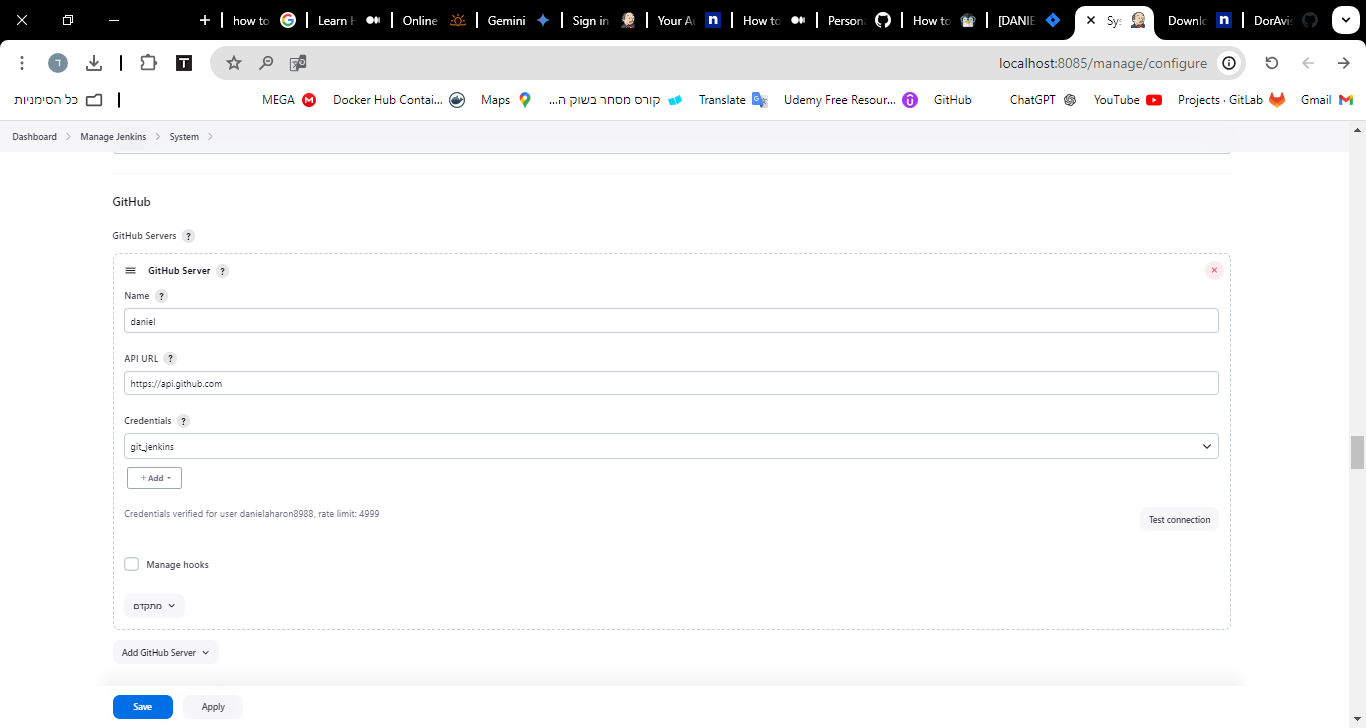 how to
Learn H
Online
Gemini
Sign in
Your Au
How to
Persona
How to
[DANIE
Sys
Downlo
DorAvis
localhost:8085/manage/configure
כל הסימניות
MEGA
Docker Hub Contai...
Maps
קורס מסחר בשוק ה...
Translate
Udemy Free Resour...
GitHub
ChatGPT
YouTube
Projects · GitLab
Gmail
Dashboard > Manage Jenkins > System >
GitHub
GitHub Servers ?
GitHub Server ?
Name ?
daniel
API URL ?
https://api.github.com
Credentials ?
git_jenkins
+ Add
Credentials verified for user danielaharon8988, rate limit: 4999
Test connection
Manage hooks
מתקדם
Add GitHub Server
Save
Apply